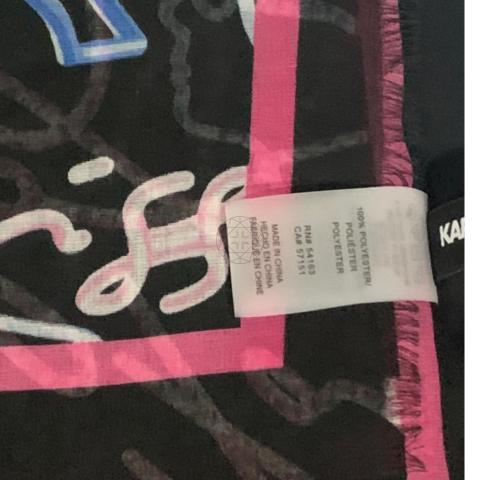 100% POLYESTER/
POLIÉSTER
POLYESTER
RN# 54163
CA# 57151
MADE IN CHINA
HECHO EN CHINA
FABRIQUÉ EN CHINE
KAR